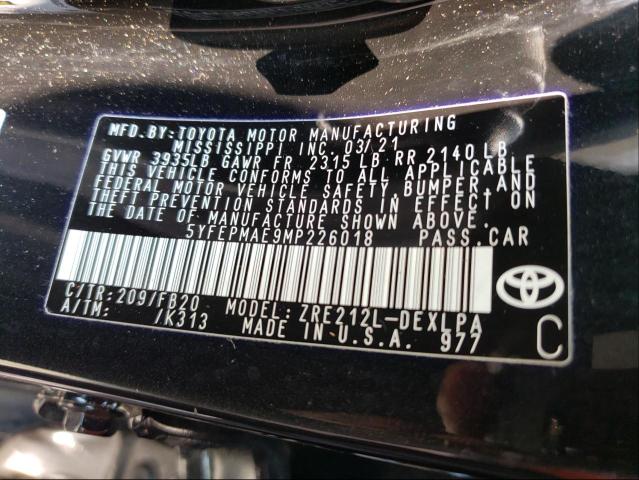 MFD.BY:TOYOTA MOTOR MANUFACTURING
MISSISSIPPI INC. 03/21
GVWR 3935LB GAWR FR 2315 LB RR 2140 LB
THIS VEHICLE CONFORMS TO ALL APPLICABLE
FEDERAL MOTOR VEHICLE SAFETY, BUMPER,AND
THEFT PREVENTION STANDARDS IN EFFECT ON
THE DATE OF MANUFACTURE SHOWN ABOVE.
5YFEPMAE9MP226018 PASS.CAR
C/TR:209/FB20 MODEL:ZRE212L-DEXLPA
A/TM: /K313 MADE IN U.S.A. 977
C